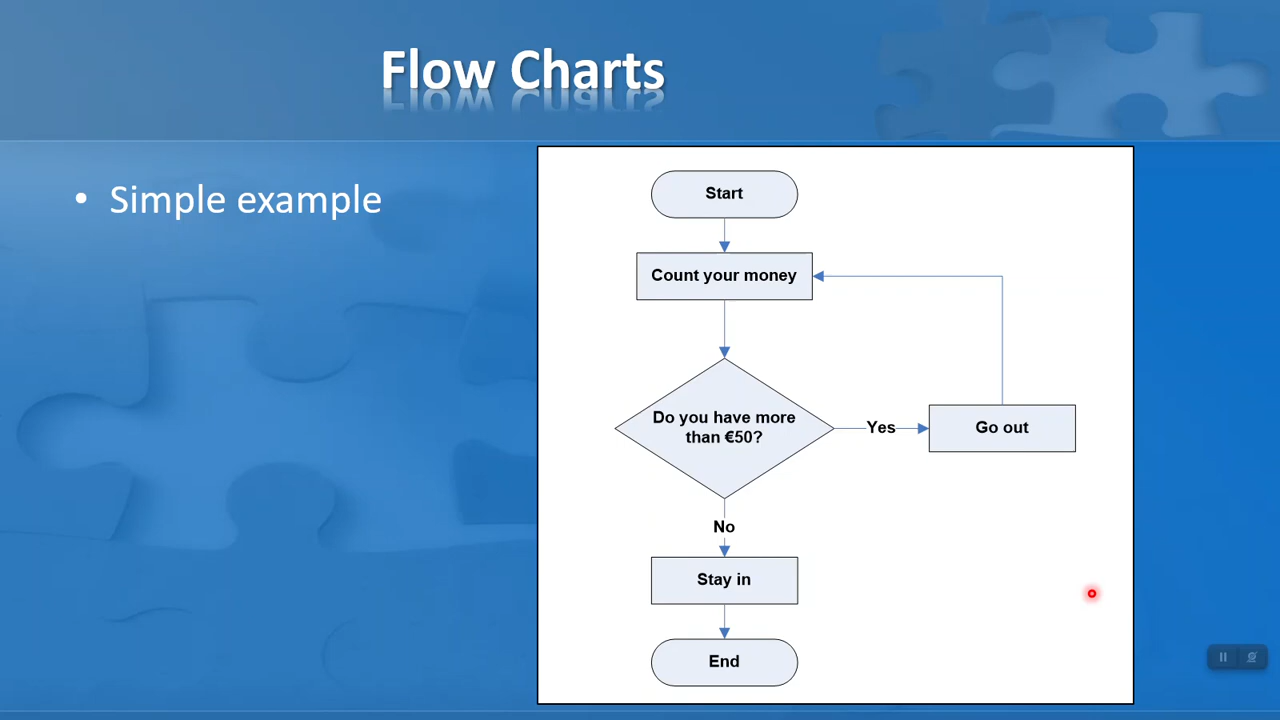 Flow Charts
• Simple example
Start
Count your money
Do you have more
than €50?
Yes
Go out
No
Stay in
End